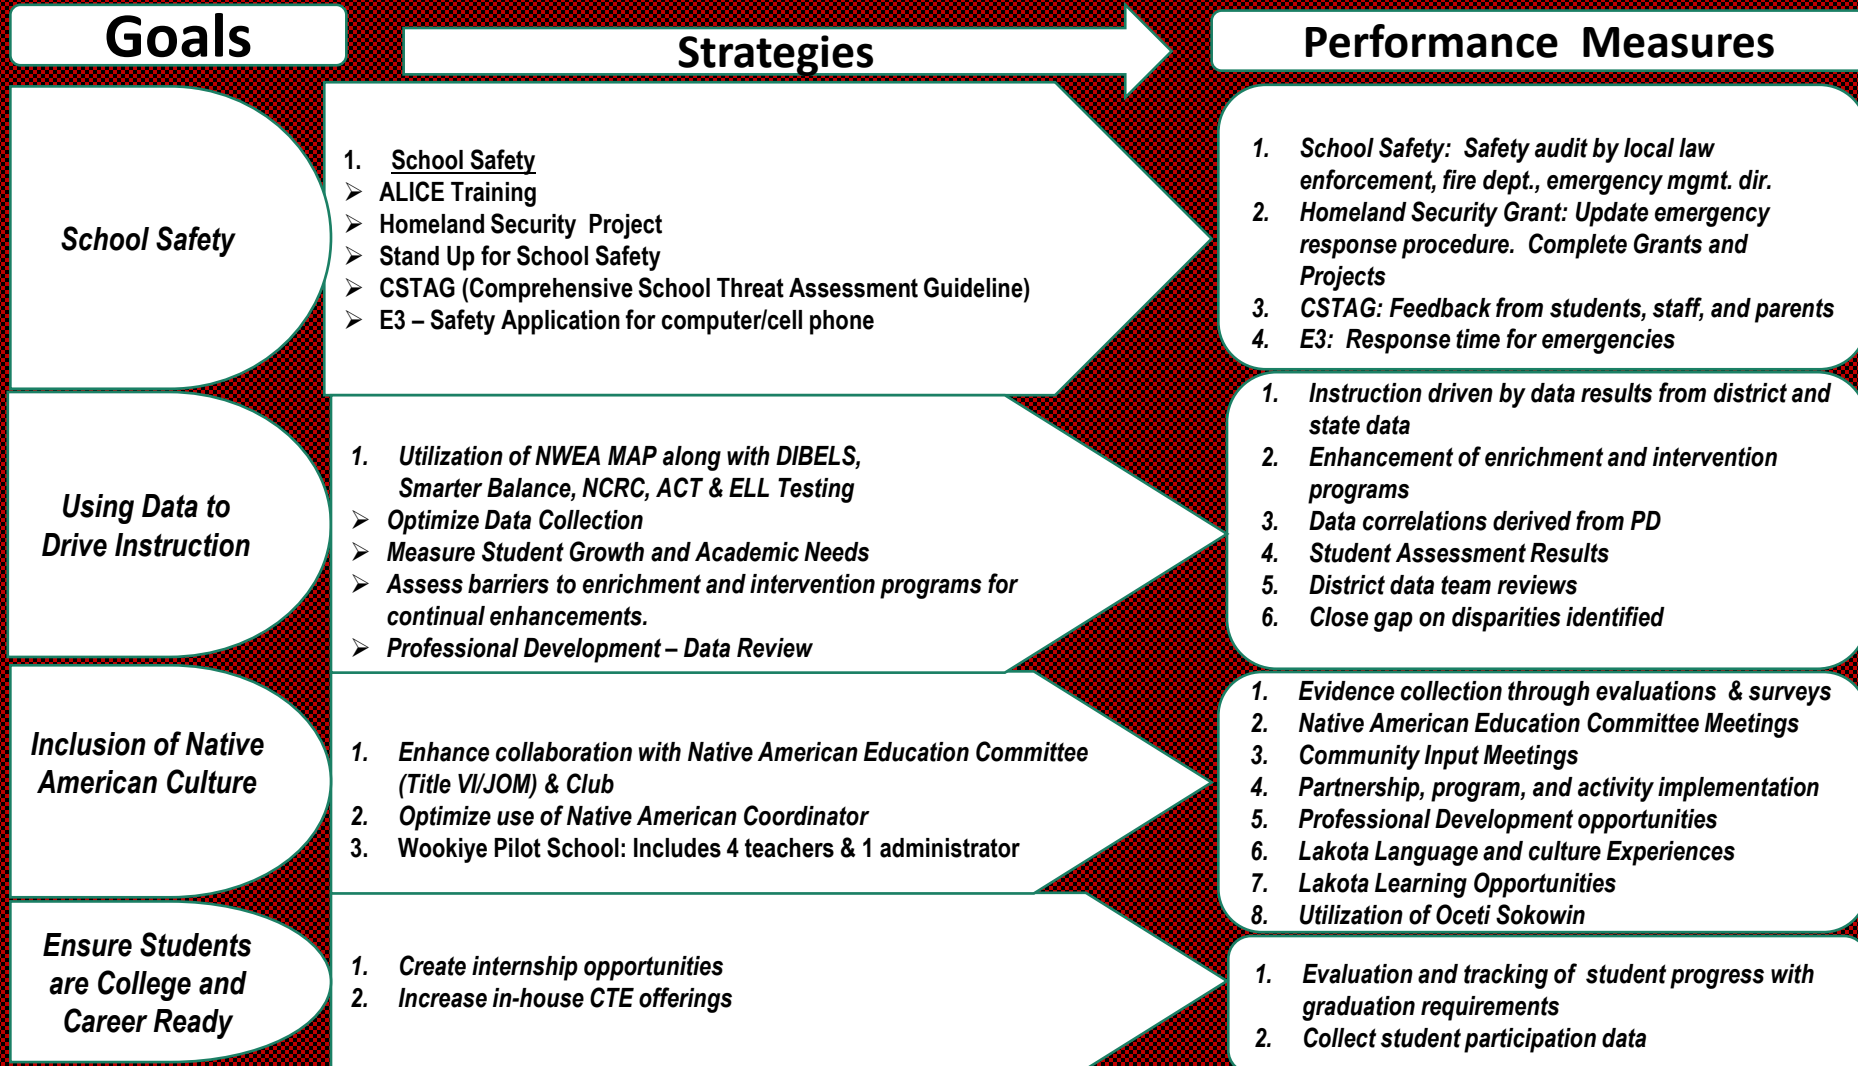 Goals
Strategies
Performance Measures
School Safety
1. School Safety
➢ ALICE Training
➢ Homeland Security Project
➢ Stand Up for School Safety
➢ CSTAG (Comprehensive School Threat Assessment Guideline)
➢ E3 – Safety Application for computer/cell phone
1. School Safety: Safety audit by local law
enforcement, fire dept., emergency mgmt. dir.
2. Homeland Security Grant: Update emergency
response procedure. Complete Grants and
Projects
3. CSTAG: Feedback from students, staff, and parents
4. E3: Response time for emergencies
Using Data to
Drive Instruction
1. Utilization of NWEA MAP along with DIBELS,
Smarter Balance, NCRC, ACT & ELL Testing
➢ Optimize Data Collection
➢ Measure Student Growth and Academic Needs
➢ Assess barriers to enrichment and intervention programs for
continual enhancements.
➢ Professional Development – Data Review
1. Instruction driven by data results from district and
state data
2. Enhancement of enrichment and intervention
programs
3. Data correlations derived from PD
4. Student Assessment Results
5. District data team reviews
6. Close gap on disparities identified
Inclusion of Native
American Culture
1. Enhance collaboration with Native American Education Committee
(Title VI/JOM) & Club
2. Optimize use of Native American Coordinator
3. Wookiye Pilot School: Includes 4 teachers & 1 administrator
1. Evidence collection through evaluations & surveys
2. Native American Education Committee Meetings
3. Community Input Meetings
4. Partnership, program, and activity implementation
5. Professional Development opportunities
6. Lakota Language and culture Experiences
7. Lakota Learning Opportunities
8. Utilization of Oceti Sokowin
Ensure Students
are College and
Career Ready
1. Create internship opportunities
2. Increase in-house CTE offerings
1. Evaluation and tracking of student progress with
graduation requirements
2. Collect student participation data